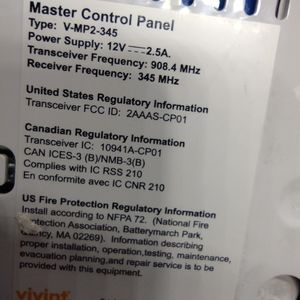 Master Control Panel
Type: V-MP2-345
Power Supply: 12V⎓2.5A.
Transceiver Frequency: 908.4 MHz
Receiver Frequency: 345 MHz
United States Regulatory Information
Transceiver FCC ID: 2AAAS-CP01
Canadian Regulatory Information
Transceiver IC: 10941A-CP01
CAN ICES-3 (B)/NMB-3(B)
Complies with IC RSS 210
En conformite avec IC CNR 210
US Fire Protection Regulatory Information
Install according to NFPA 72. (National Fire
Protection Association, Batterymarch Park,
Quincy, MA 02269). Information describing
proper installation, operation,testing, maintenance,
evacuation planning,and repair service is to be
provided with this equipment.
vivint